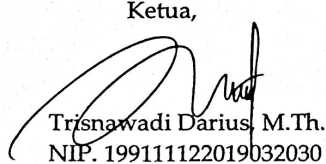 Ketua,
Trisnawadi Darius, M.Th.
NIP. 199111122019032030